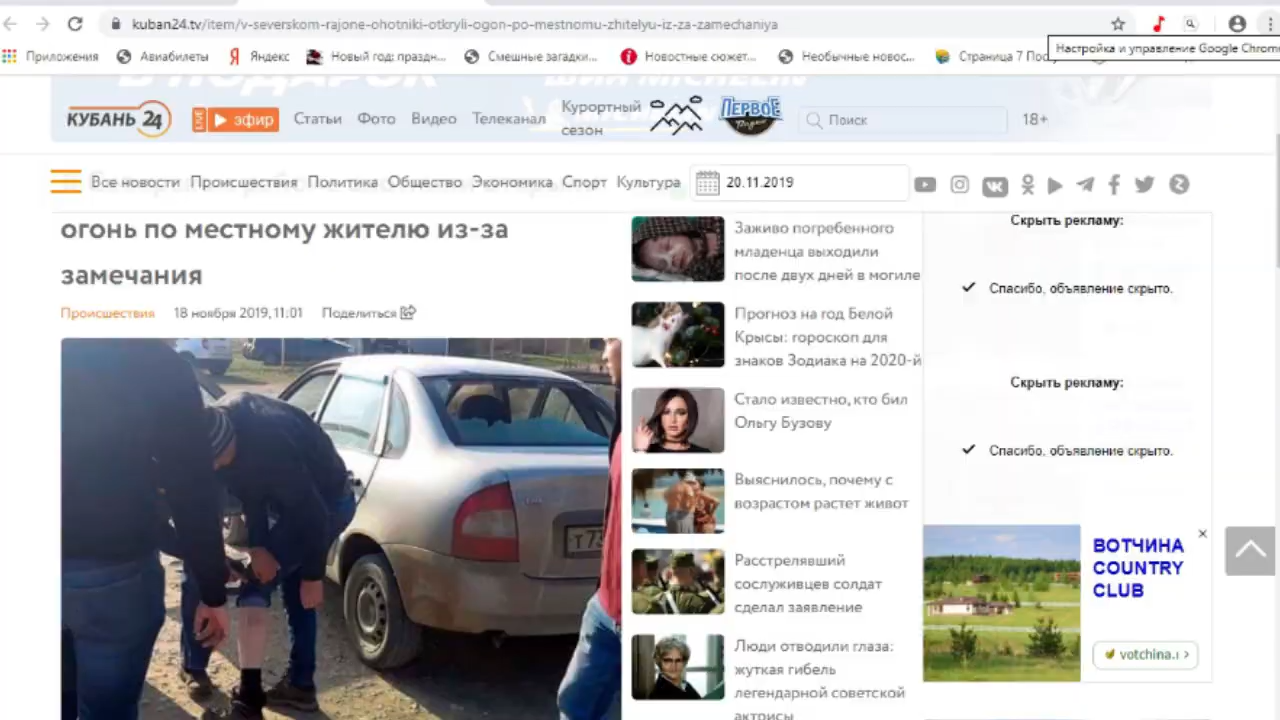 kuban24.tv/item/v-severskom-rajone-ohotniki-otkryli-ogon-po-mestnomu-zhitelyu-iz-za-zamechaniya
Настройка и управление Google Chrom
Приложения Авиабилеты Яндекс Новый год: праздн... Смешные загадки... Новостные сюжет... Необычные новос... Страница 7
КУБАНЬ 24 LIVE эфир Статьи Фото Видео Телеканал Курортный сезон ПЕРВОЕ Радио Поиск 18+
Все новости Происшествия Политика Общество Экономика Спорт Культура 20.11.2019
огонь по местному жителю из-за
замечания
Происшествия 18 ноября 2019, 11:01 Поделиться
Заживо погребенного
младенца выходили
после двух дней в могиле
Прогноз на год Белой
Крысы: гороскоп для
знаков Зодиака на 2020-й
Стало известно, кто бил
Ольгу Бузову
Выяснилось, почему с
возрастом растет живот
Расстрелявший
сослуживцев солдат
сделал заявление
Люди отводили глаза:
жуткая гибель
легендарной советской
актрисы
Скрыть рекламу:
Спасибо, объявление скрыто.
Скрыть рекламу:
Спасибо, объявление скрыто.
ВОТЧИНА
COUNTRY
CLUB
votchina.r